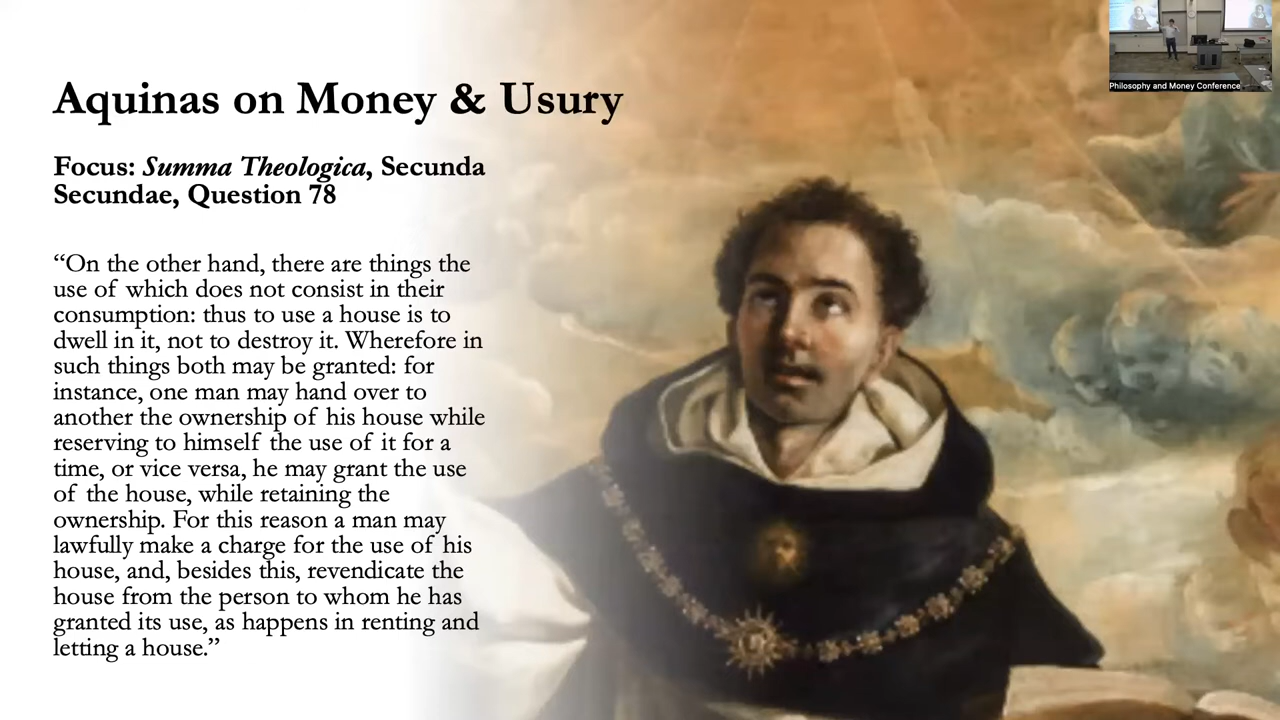 Aquinas on Money & Usury
Focus: Summa Theologica, Secunda
Secundae, Question 78
“On the other hand, there are things the
use of which does not consist in their
consumption: thus to use a house is to
dwell in it, not to destroy it. Wherefore in
such things both may be granted: for
instance, one man may hand over to
another the ownership of his house while
reserving to himself the use of it for a
time, or vice versa, he may grant the use
of the house, while retaining the
ownership. For this reason a man may
lawfully make a charge for the use of his
house, and, besides this, revendicate the
house from the person to whom he has
granted its use, as happens in renting and
letting a house.”
Philosophy and Money Conference